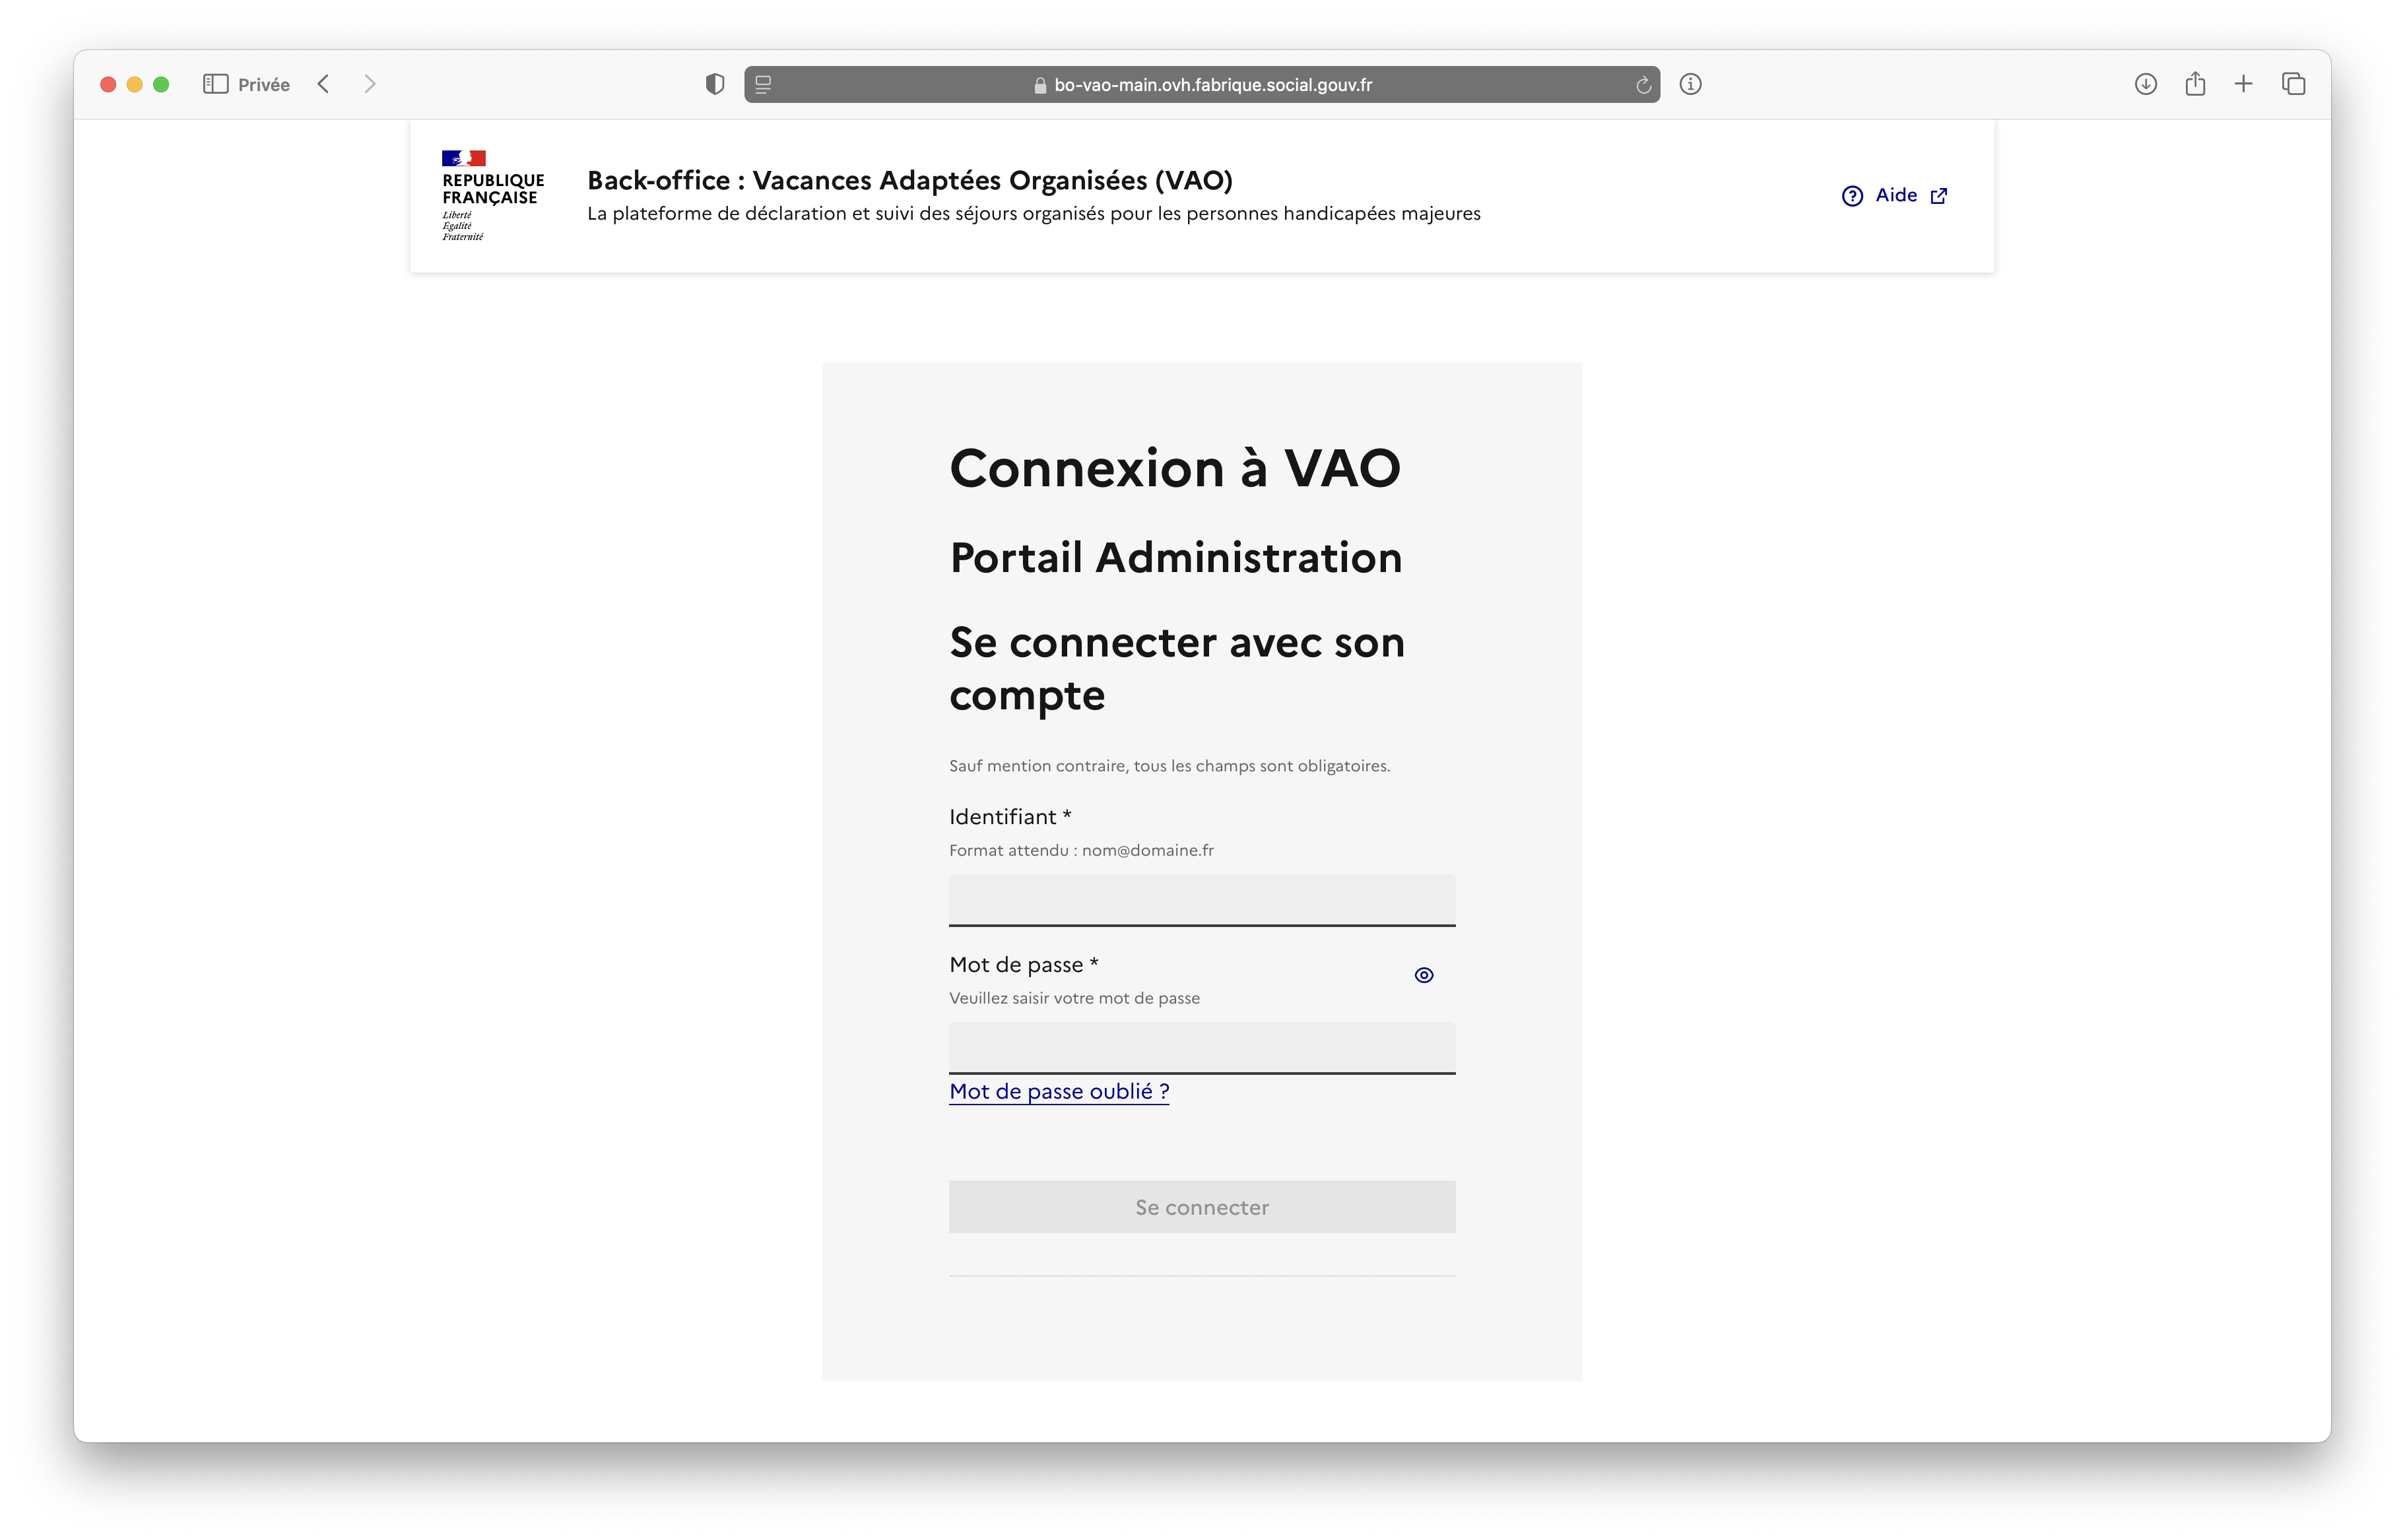 Privée
bo-vao-main.ovh.fabrique.social.gouv.fr
REPUBLIQUE
FRANÇAISE
Liberté
Égalité
Fraternité
Back-office : Vacances Adaptées Organisées (VAO)
La plateforme de déclaration et suivi des séjours organisés pour les personnes handicapées majeures
Aide
Connexion à VAO
Portail Administration
Se connecter avec son
compte
Sauf mention contraire, tous les champs sont obligatoires.
Identifiant *
Format attendu : nom@domaine.fr
Mot de passe *
Veuillez saisir votre mot de passe
Mot de passe oublié ?
Se connecter